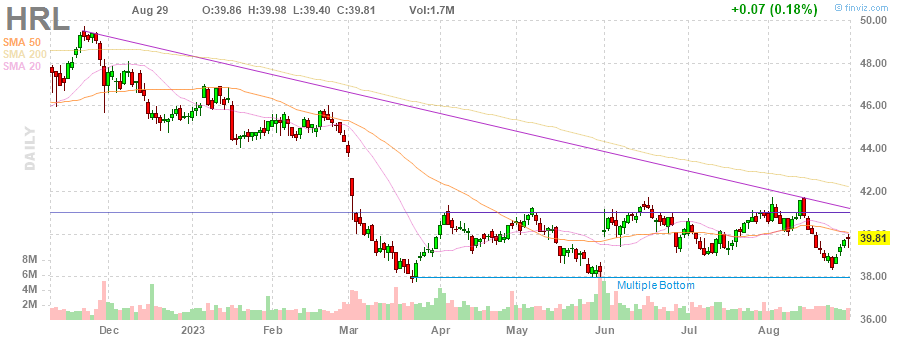 HRL Aug 29 O:39.86 H:39.98 L:39.40 C:39.81 Vol:1.7M +0.07 (0.18%) finviz.com
SMA 50
SMA 200
SMA 20
DAILY
50.00
48.00
46.00
44.00
42.00
39.81
38.00
36.00
8M
6M
4M
2M
Multiple Bottom
Dec 2023 Feb Mar Apr May Jun Jul Aug